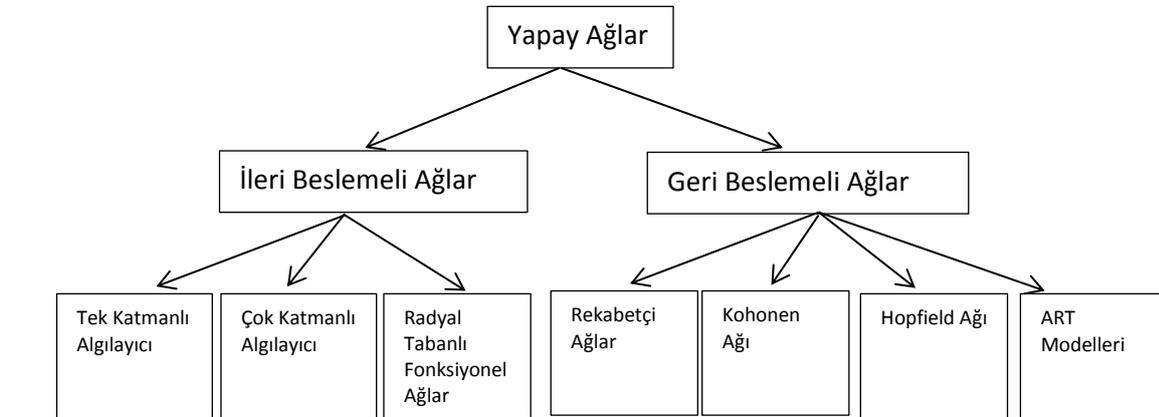 Yapay Ağlar
İleri Beslemeli Ağlar
Geri Beslemeli Ağlar
Tek Katmanlı
Algılayıcı
Çok Katmanlı
Algılayıcı
Radyal
Tabanlı
Fonksiyonel
Ağlar
Rekabetçi
Ağlar
Kohonen
Ağı
Hopfield Ağı
ART
Modelleri